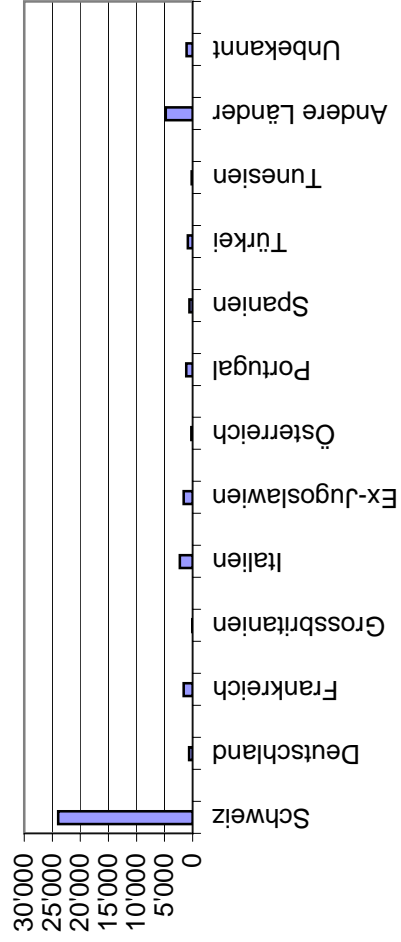 30'000
25'000
20'000
15'000
10'000
5'000
0
Schweiz
Deutschland
Frankreich
Grossbritanien
Italien
Ex-Jugoslawien
Österreich
Portugal
Spanien
Türkei
Tunesien
Andere Länder
Unbekannt